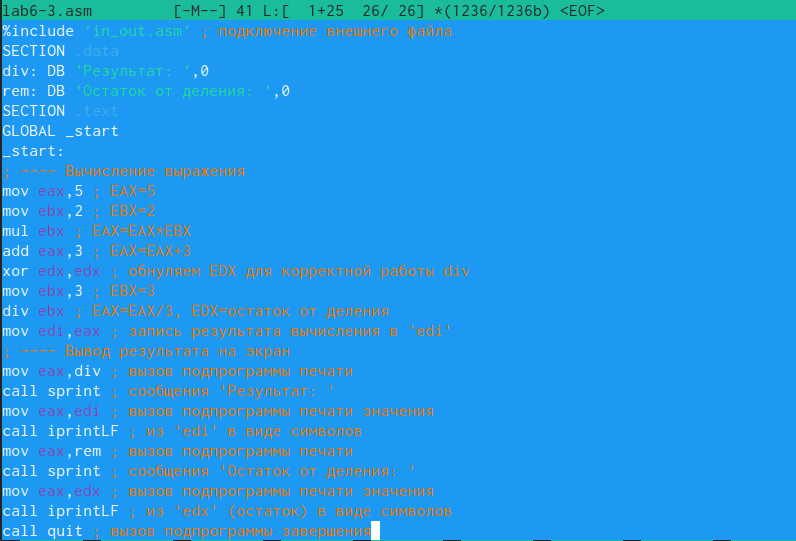 lab6-3.asm         [-M--] 41 L:[  1+25  26/ 26] *(1236/1236b) <EOF>
%include 'in_out.asm' ; подключение внешнего файла
SECTION .data
div: DB 'Результат: ',0
rem: DB 'Остаток от деления: ',0
SECTION .text
GLOBAL _start
_start:
; ---- Вычисление выражения
mov eax,5 ; EAX=5
mov ebx,2 ; EBX=2
mul ebx ; EAX=EAX*EBX
add eax,3 ; EAX=EAX+3
xor edx,edx ; обнуляем EDX для корректной работы div
mov ebx,3 ; EBX=3
div ebx ; EAX=EAX/3, EDX=остаток от деления
mov edi,eax ; запись результата вычисления в 'edi'
; ---- Вывод результата на экран
mov eax,div ; вызов подпрограммы печати
call sprint ; сообщения 'Результат: '
mov eax,edi ; вызов подпрограммы печати значения
call iprintLF ; из 'edi' в виде символов
mov eax,rem ; вызов подпрограммы печати
call sprint ; сообщения 'Остаток от деления: '
mov eax,edx ; вызов подпрограммы печати значения
call iprintLF ; из 'edx' (остаток) в виде символов
call quit ; вызов подпрограммы завершения